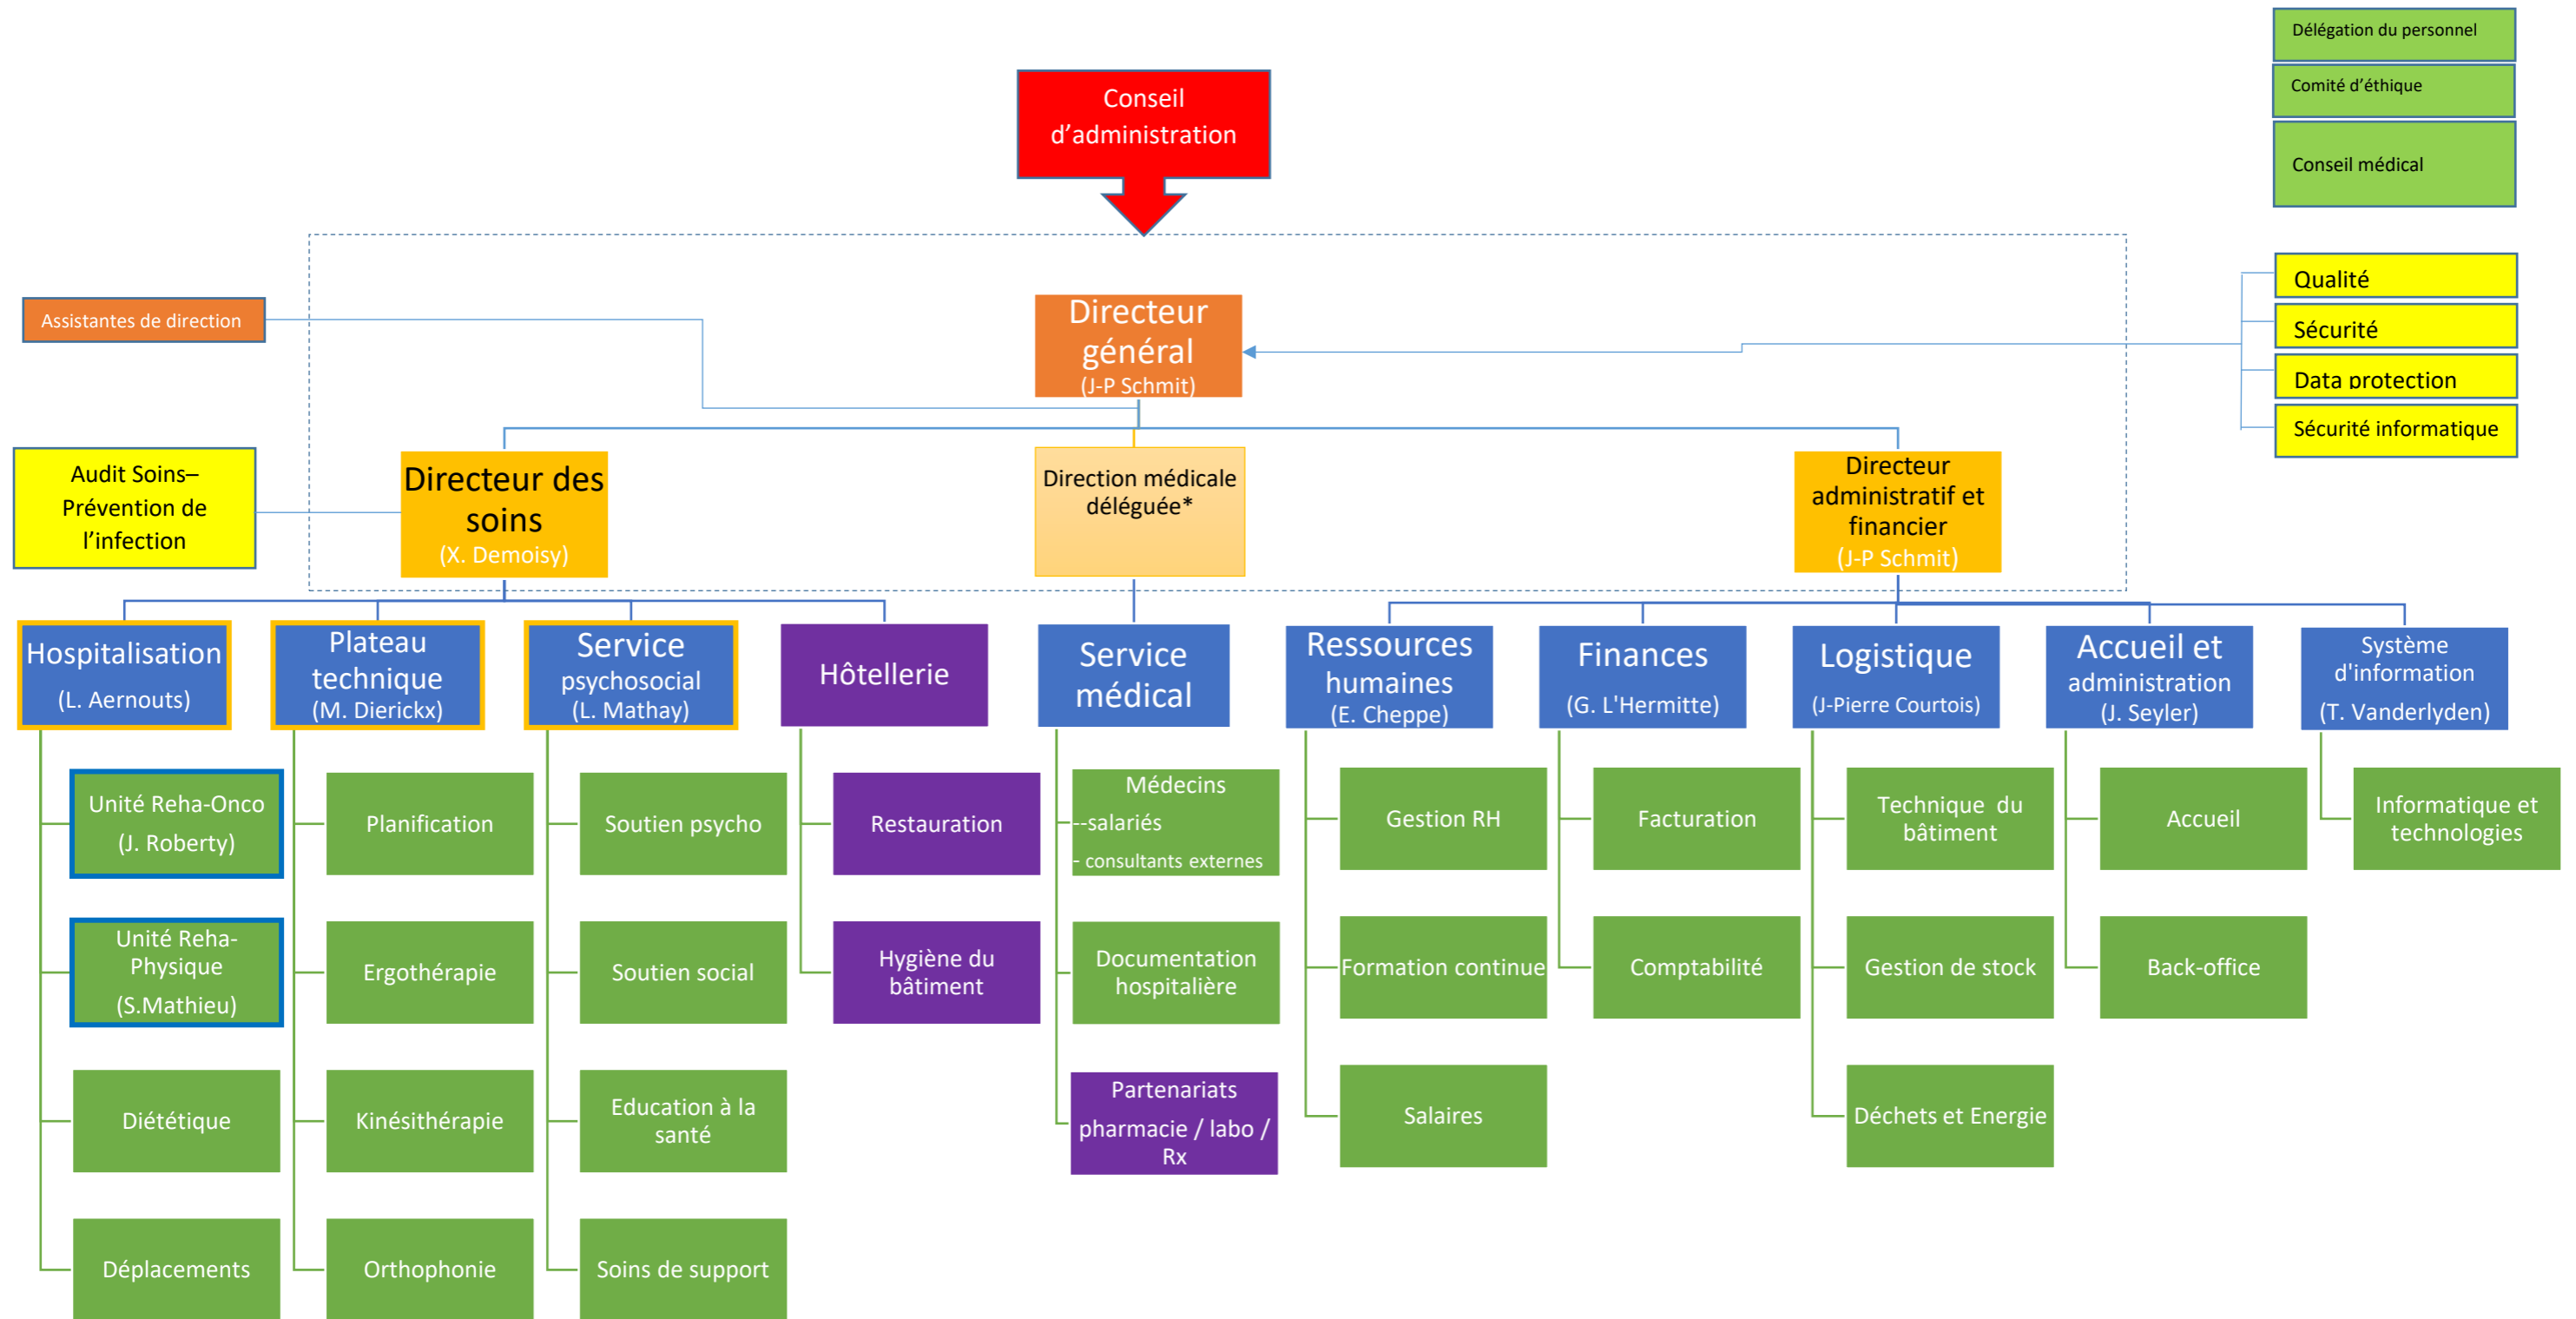 Délégation du personnel
Comité d'éthique
Conseil médical
Conseil
d'administration
Qualité
Sécurité
Data protection
Sécurité informatique
Assistantes de direction
Directeur
général
(J-P Schmit)
Audit Soins–
Prévention de
l'infection
Directeur des
soins
(X. Demoisy)
Direction médicale
déléguée*
Directeur
administratif et
financier
(J-P Schmit)
Hospitalisation
(L. Aernouts)
Plateau
technique
(M. Dierickx)
Service
psychosocial
(L. Mathay)
Hôtellerie
Service
médical
Ressources
humaines
(E. Cheppe)
Finances
(G. L'Hermitte)
Logistique
(J-Pierre Courtois)
Accueil et
administration
(J. Seyler)
Système
d'information
(T. Vanderlyden)
Unité Reha-Onco
(J. Roberty)
Planification
Soutien psycho
Restauration
Médecins
--salariés
- consultants externes
Gestion RH
Facturation
Technique du
bâtiment
Accueil
Informatique et
technologies
Unité Reha-
Physique
(S.Mathieu)
Ergothérapie
Soutien social
Hygiène du
bâtiment
Documentation
hospitalière
Formation continue
Comptabilité
Gestion de stock
Back-office
Diététique
Kinésithérapie
Education à la
santé
Partenariats
pharmacie / labo /
Rx
Salaires
Déchets et Energie
Déplacements
Orthophonie
Soins de support